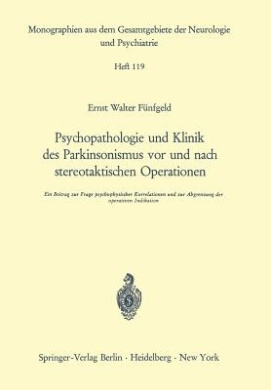 Monographien aus dem Gesamtgebiete der Neurologie
und Psychiatrie
Heft 119
Ernst Walter Fünfgeld
Psychopathologie und Klinik
des Parkinsonismus vor und nach
stereotaktischen Operationen
Ein Beitrag zur Frage psychophysischer Korrelationen und zur Abgrenzung der
operativen Indikation
Springer-Verlag Berlin · Heidelberg · New York